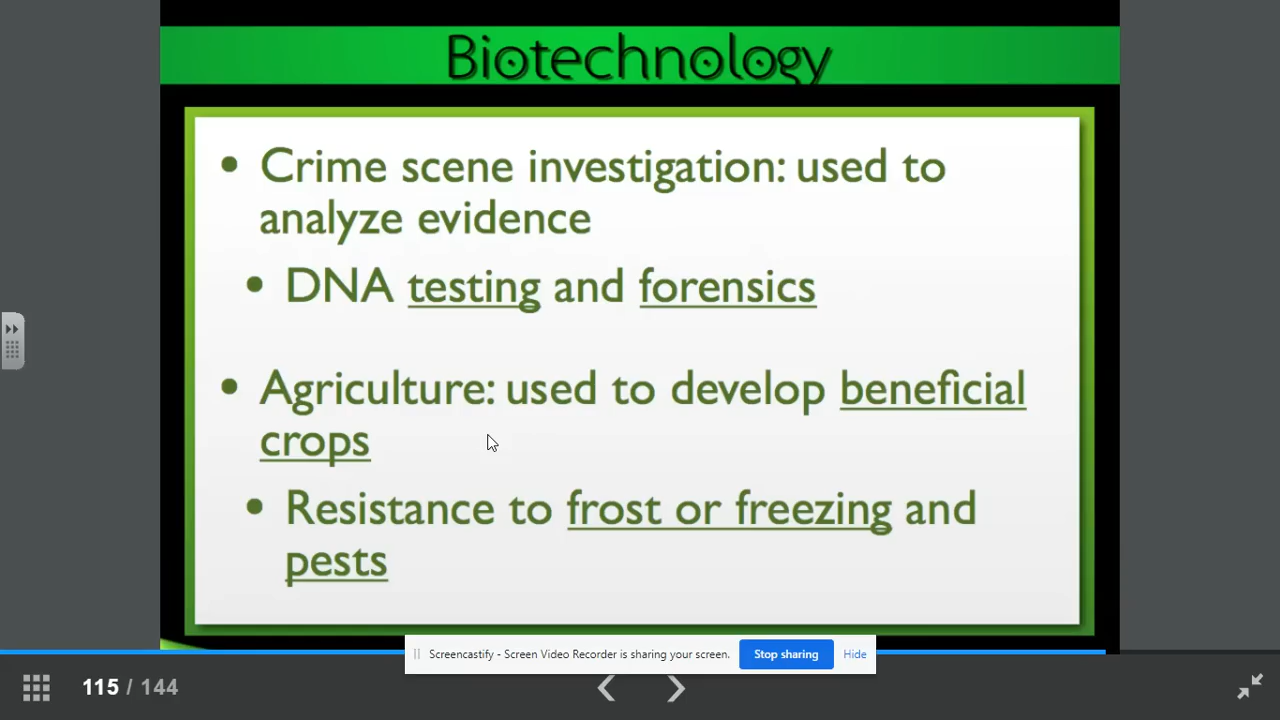 Biotechnology
• Crime scene investigation: used to
analyze evidence
• DNA testing and forensics
• Agriculture: used to develop beneficial
crops
• Resistance to frost or freezing and
pests
Screencastify - Screen Video Recorder is sharing your screen. Stop sharing Hide
115 / 144